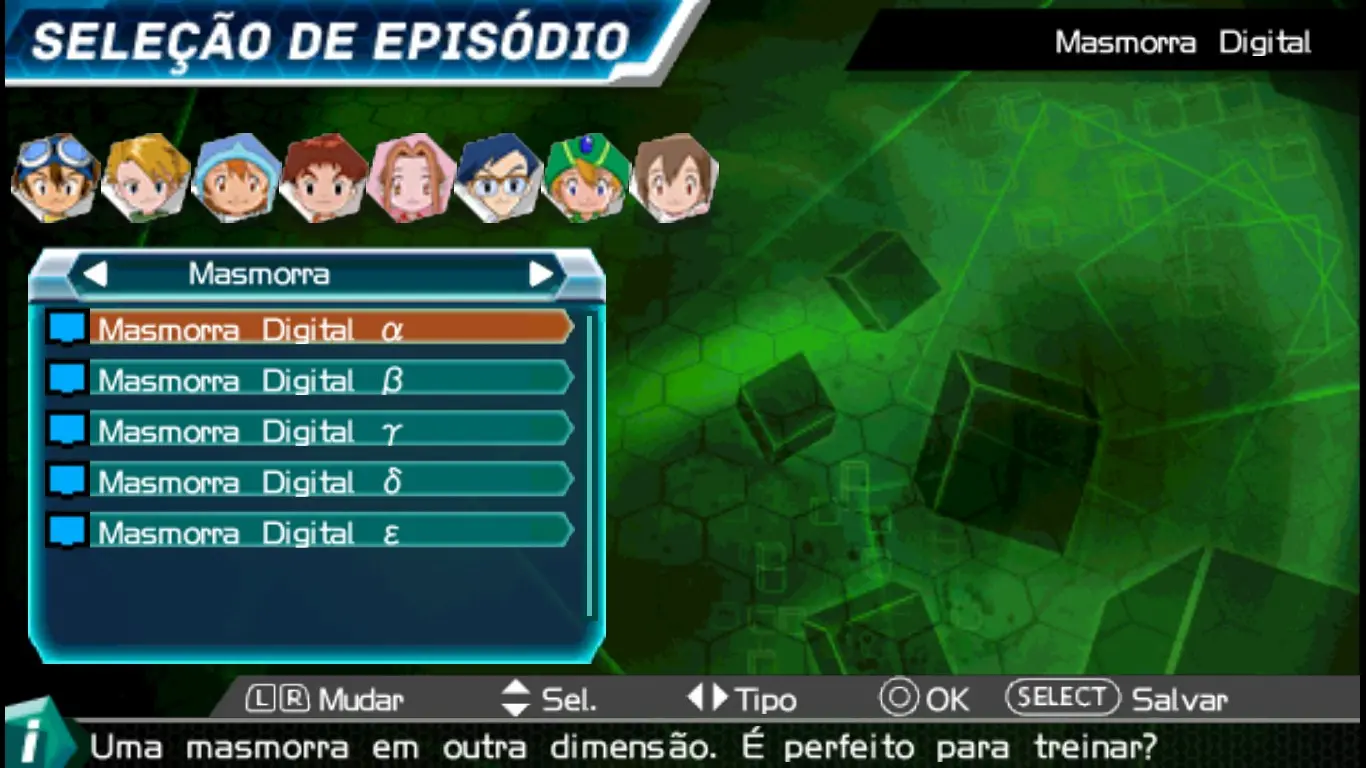 SELEÇÃO DE EPISÓDIO
Masmorra Digital
Masmorra
Masmorra Digital α
Masmorra Digital β
Masmorra Digital γ
Masmorra Digital δ
Masmorra Digital ε
L R Mudar Sel. Tipo OK SELECT Salvar
i Uma masmorra em outra dimensão. É perfeito para treinar?